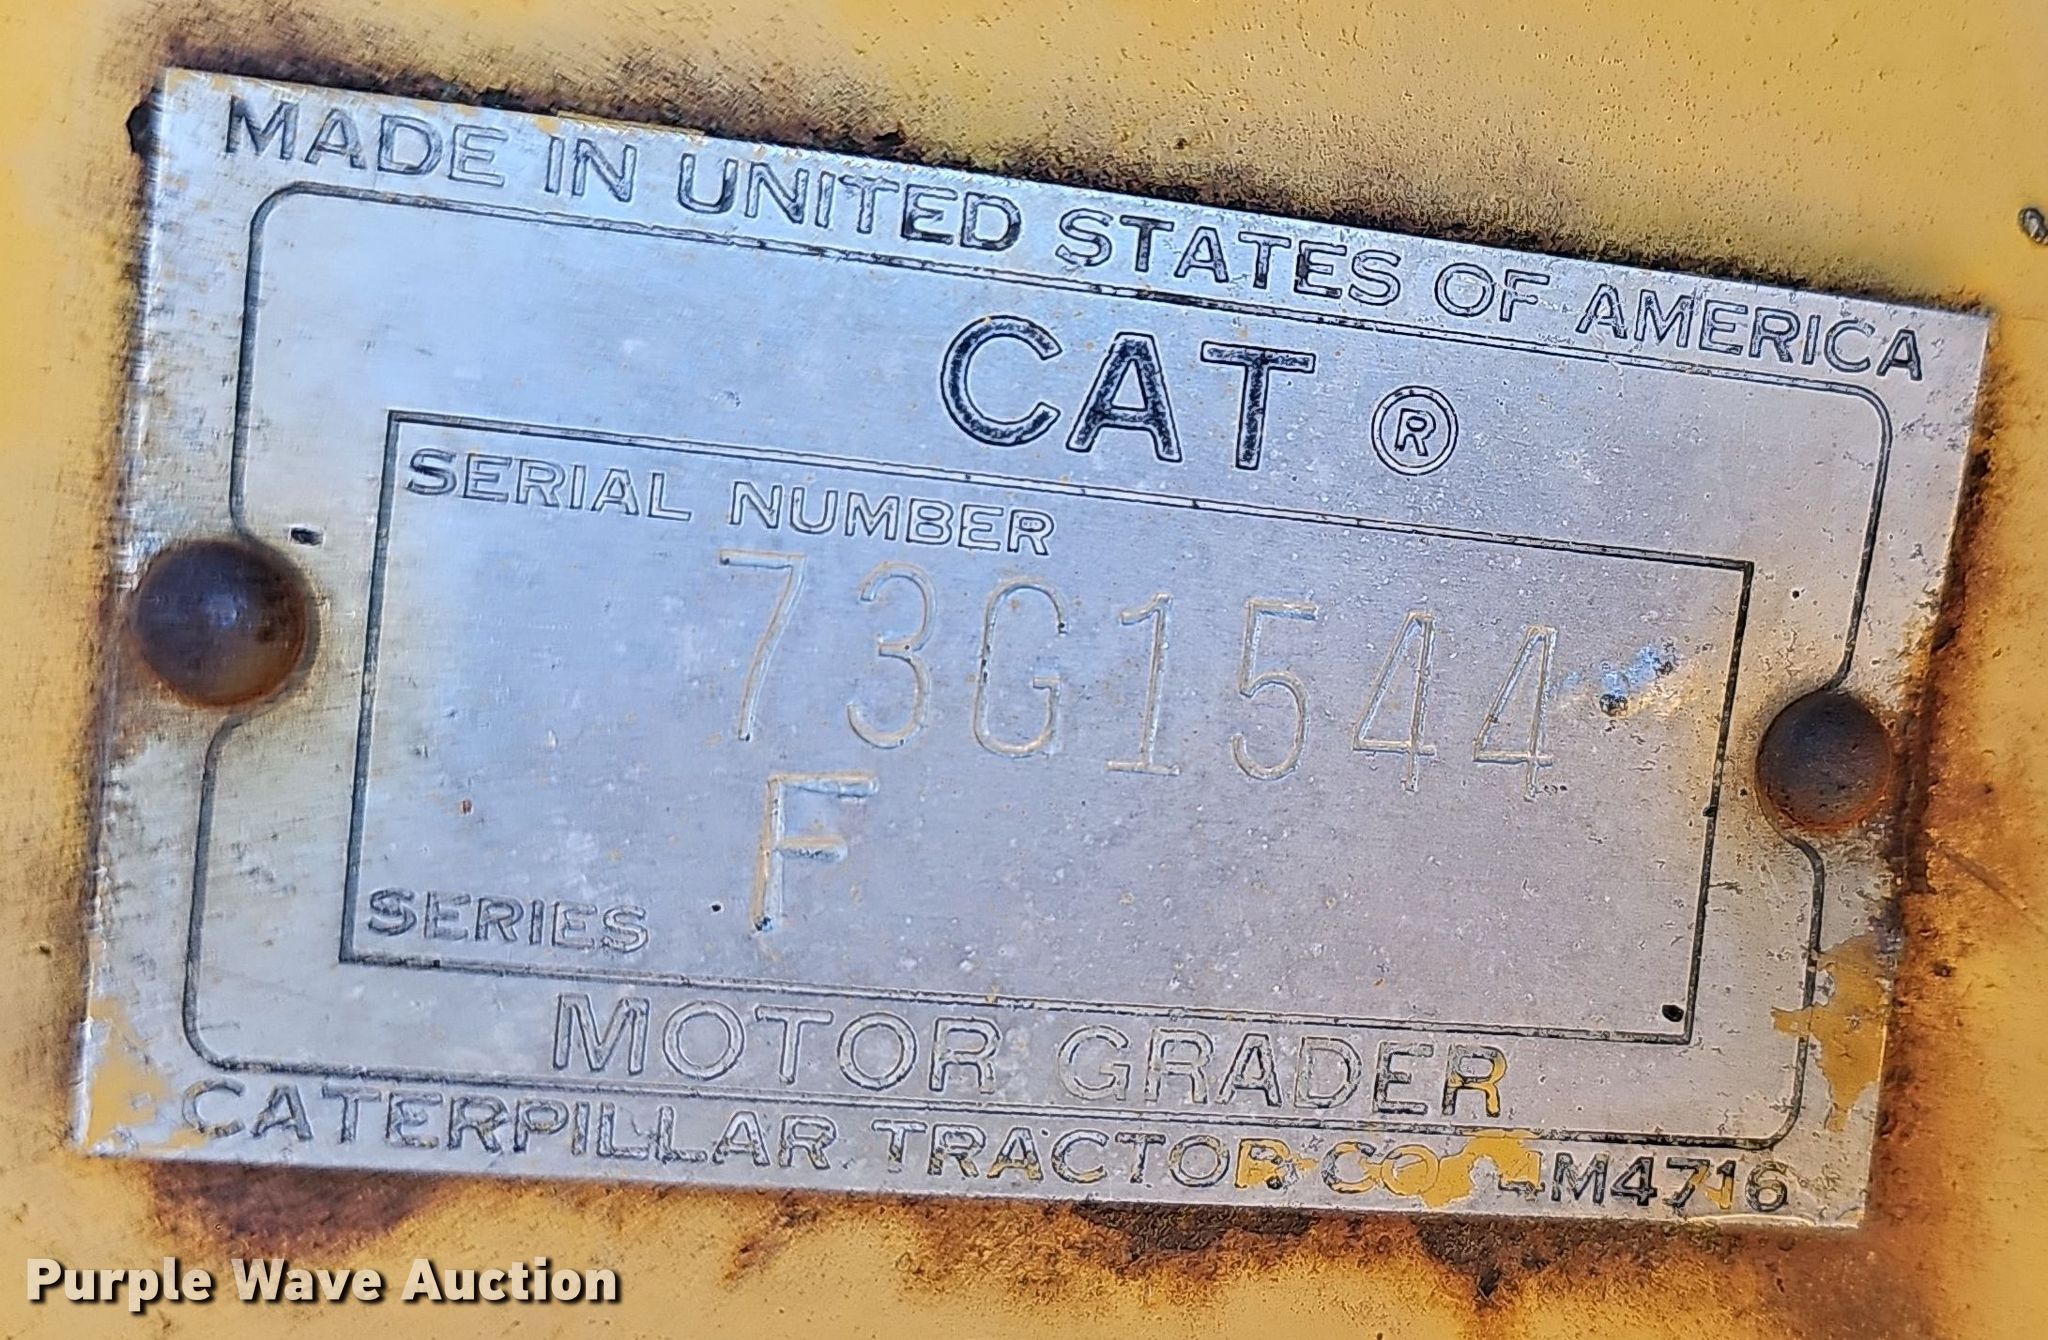 MADE IN UNITED STATES OF AMERICA
CAT ®
SERIAL NUMBER
73G1544
SERIES F
MOTOR GRADER
CATERPILLAR TRACTOR CO. 4M4716
Purple Wave Auction